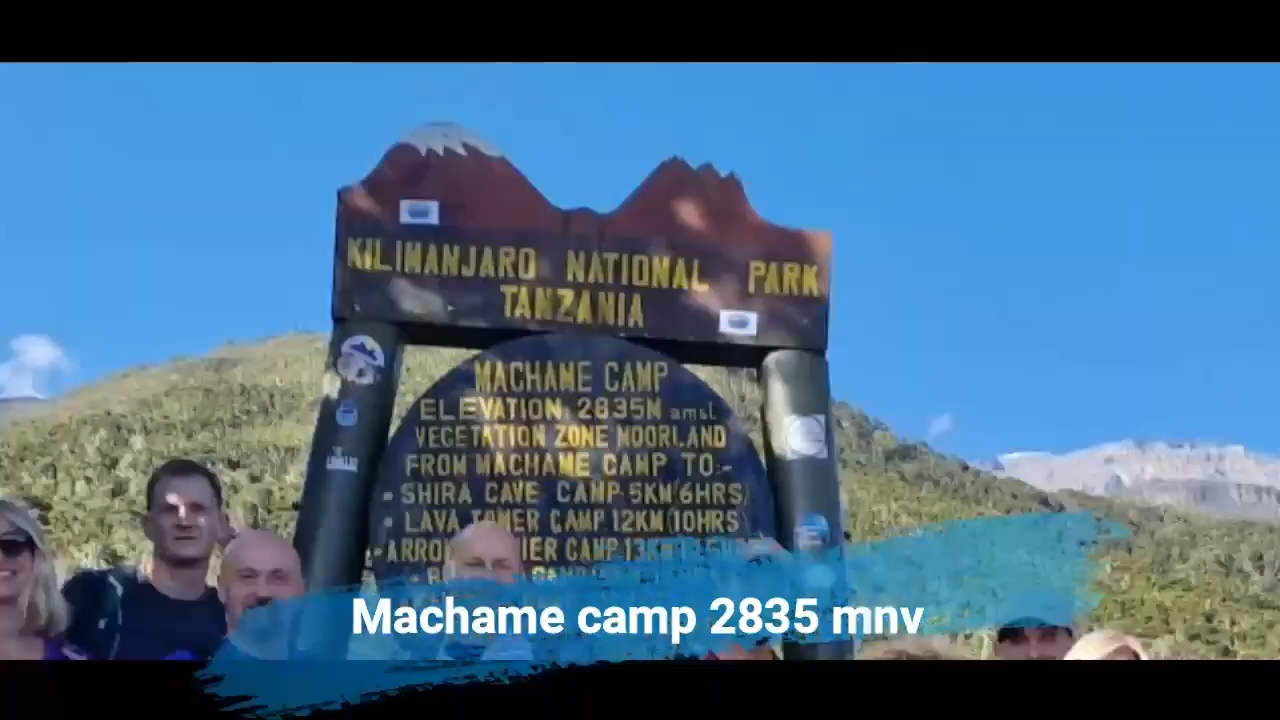 KILIMANJARO NATIONAL PARK
TANZANIA
MACHAME CAMP
ELEVATION: 2835M amsl
VEGETATION ZONE MOORLAND
FROM MACHAME CAMP TO:-
• SHIRA CAVE CAMP 5KM(6HRS)
• LAVA TOWER CAMP 12KM(10HRS)
CAMP
Machame camp 2835 mnv